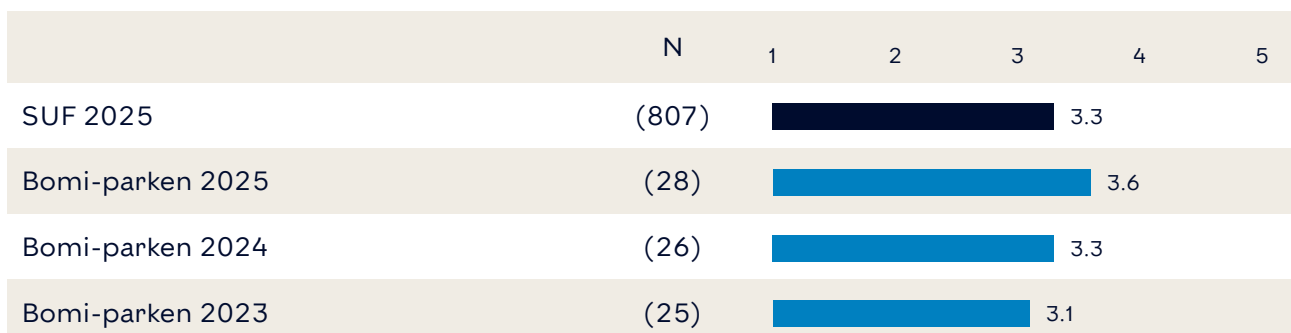 N 1 2 3 4 5
SUF 2025 (807) 3.3
Bomi-parken 2025 (28) 3.6
Bomi-parken 2024 (26) 3.3
Bomi-parken 2023 (25) 3.1